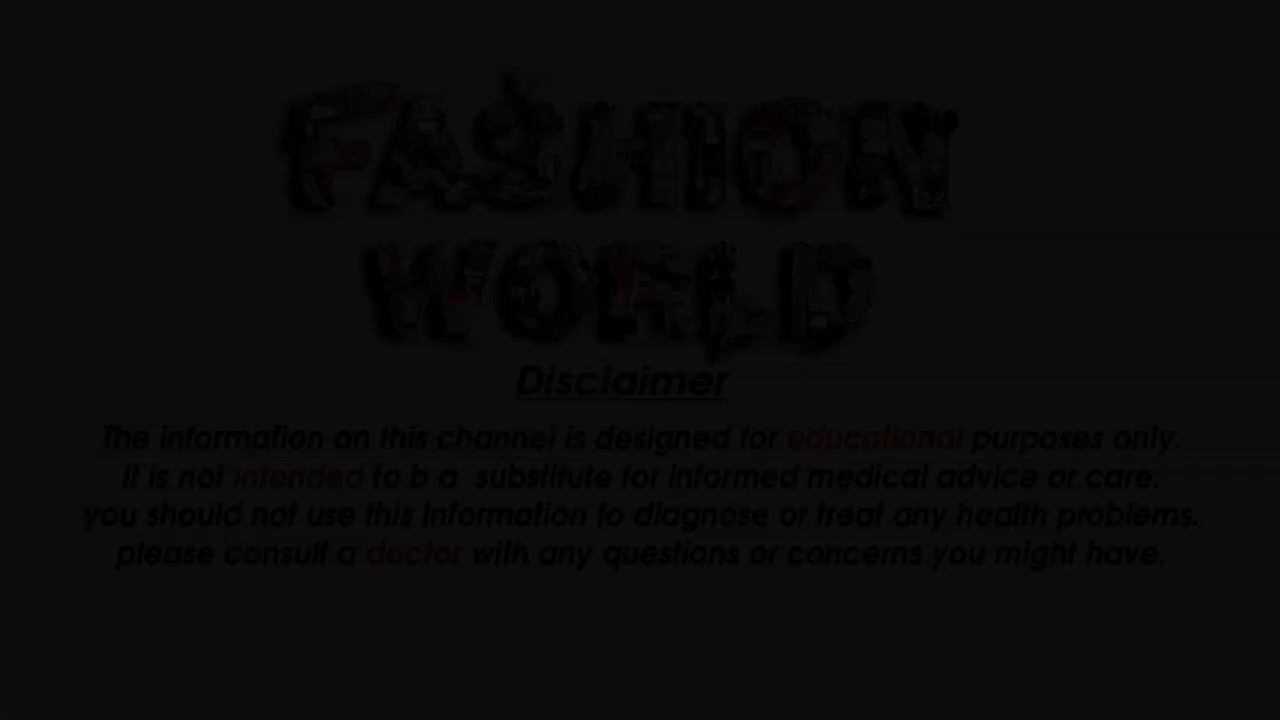 FASHION
WORLD
Disclaimer
The information on this channel is designed for educational purposes only.
It is not intended to b a substitute for informed medical advice or care.
you should not use this information to diagnose or treat any health problems.
please consult a doctor with any questions or concerns you might have.